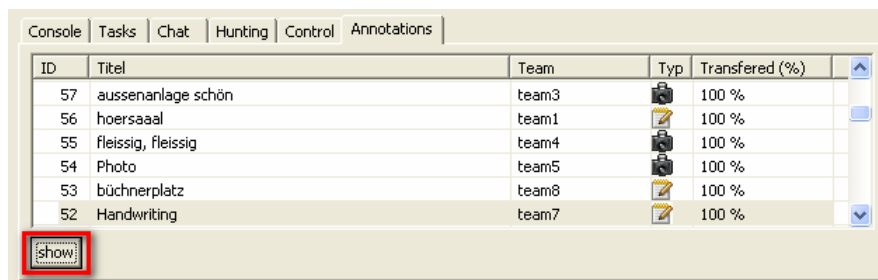 Console Tasks Chat Hunting Control Annotations
ID Titel Team Typ Transfered (%)
57 aussenanlage schön team3 100 %
56 hoersaaal team1 100 %
55 fleissig, fleissig team4 100 %
54 Photo team5 100 %
53 büchnerplatz team8 100 %
52 Handwriting team7 100 %
show